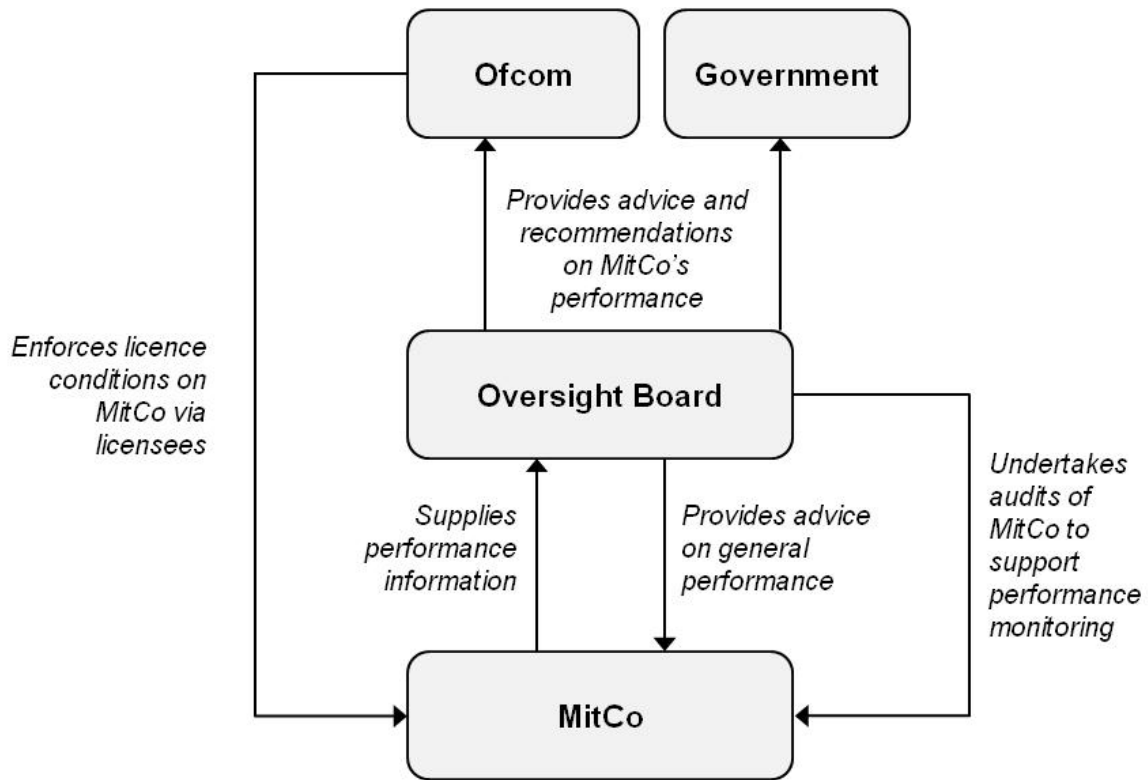 Ofcom
Government
Provides advice and
recommendations
on MitCo's
performance
Enforces licence
conditions on
MitCo via
licensees
Oversight Board
Supplies
performance
information
Provides advice
on general
performance
Undertakes
audits of
MitCo to
support
performance
monitoring
MitCo